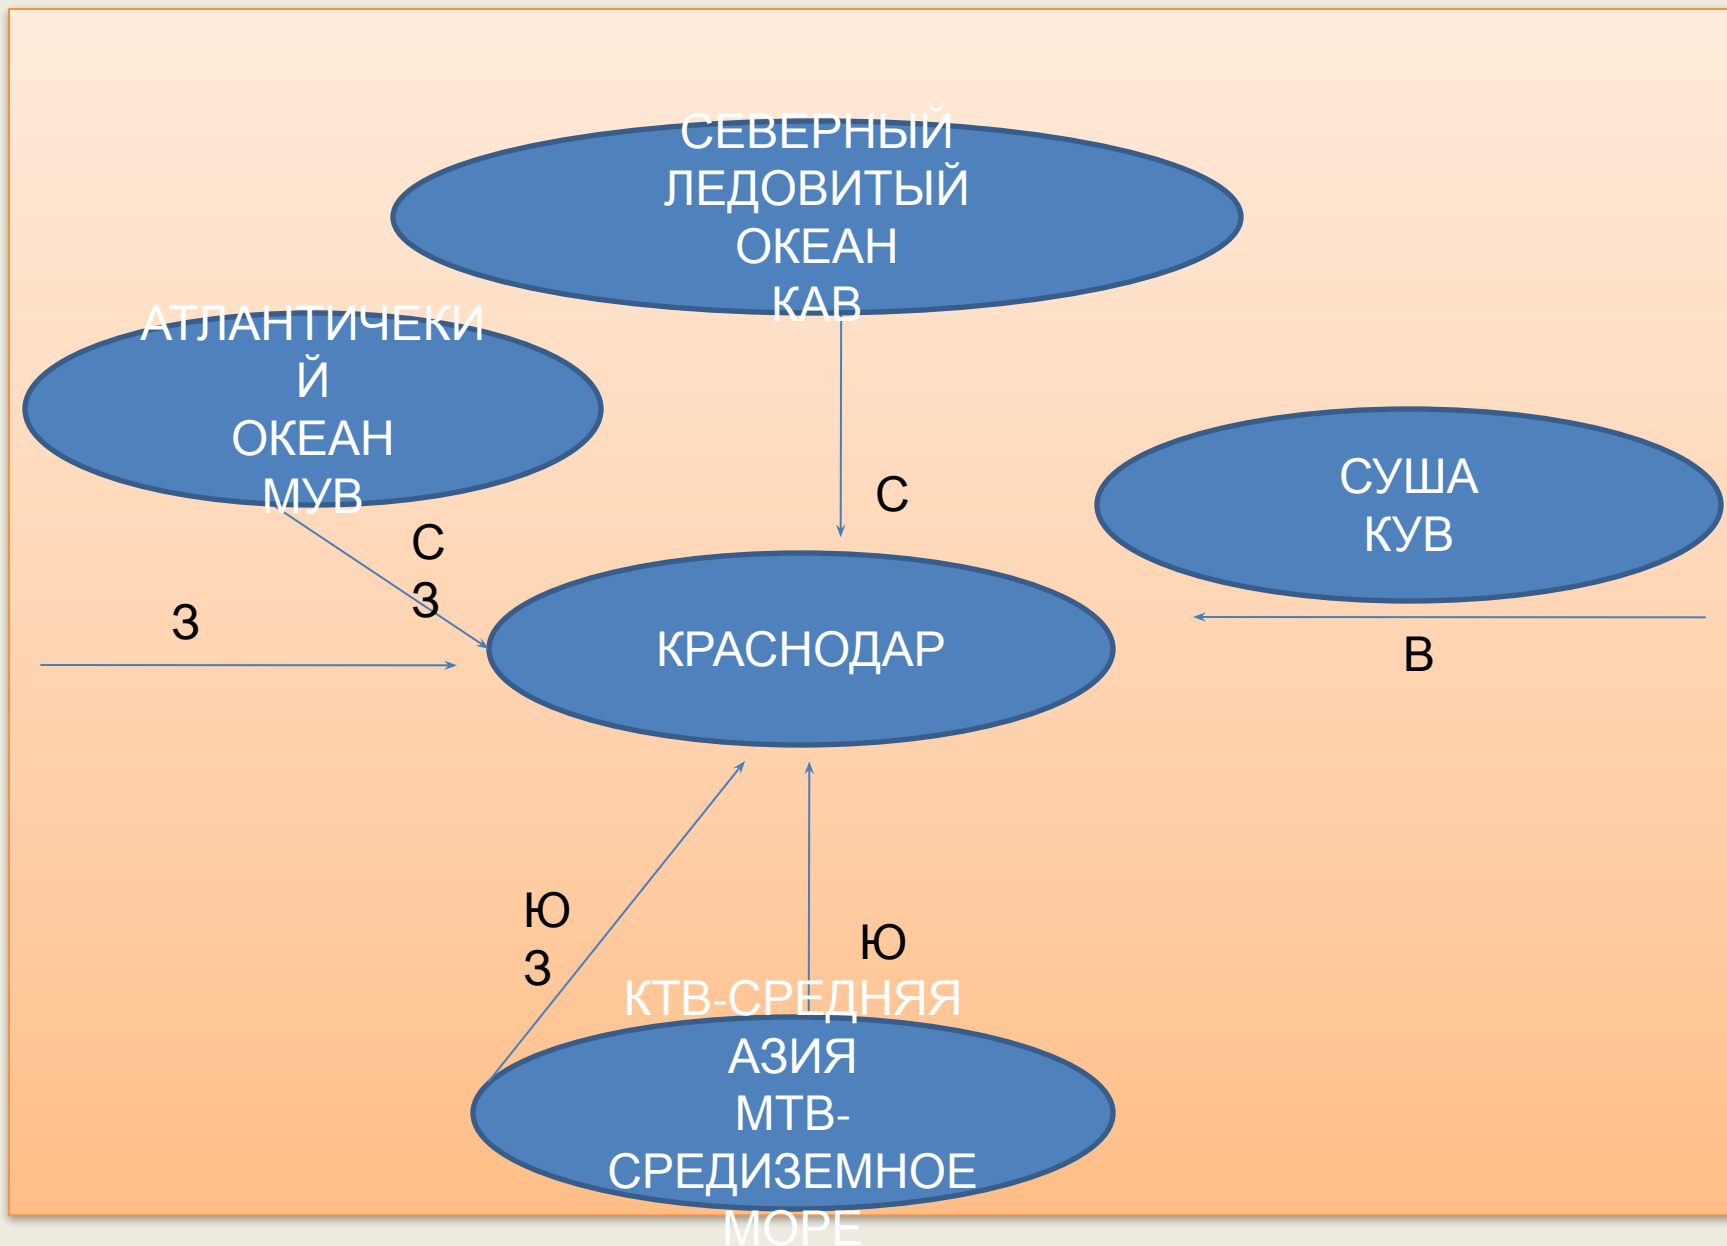 СЕВЕРНЫЙ
ЛЕДОВИТЫЙ
ОКЕАН
КАВ
АТЛАНТИЧЕКИ
Й
ОКЕАН
МУВ
С
СУША
КУВ
С
З
З
В
КРАСНОДАР
Ю
З
Ю
КТВ-СРЕДНЯЯ
АЗИЯ
МТВ-
СРЕДИЗЕМНОЕ
МОРЕ